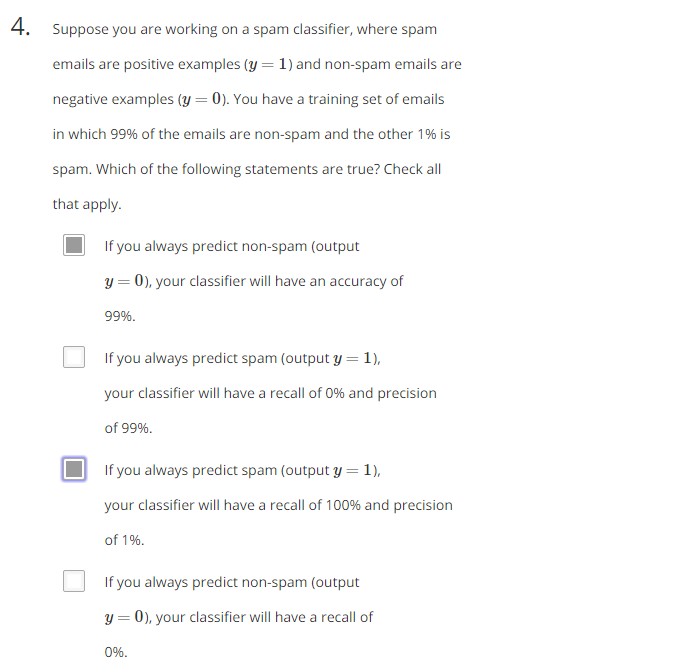 4. Suppose you are working on a spam classifier, where spam
emails are positive examples (y = 1) and non-spam emails are
negative examples (y = 0). You have a training set of emails
in which 99% of the emails are non-spam and the other 1% is
spam. Which of the following statements are true? Check all
that apply.
If you always predict non-spam (output
y = 0), your classifier will have an accuracy of
99%.
If you always predict spam (output y = 1),
your classifier will have a recall of 0% and precision
of 99%.
If you always predict spam (output y = 1),
your classifier will have a recall of 100% and precision
of 1%.
If you always predict non-spam (output
y = 0), your classifier will have a recall of
0%.